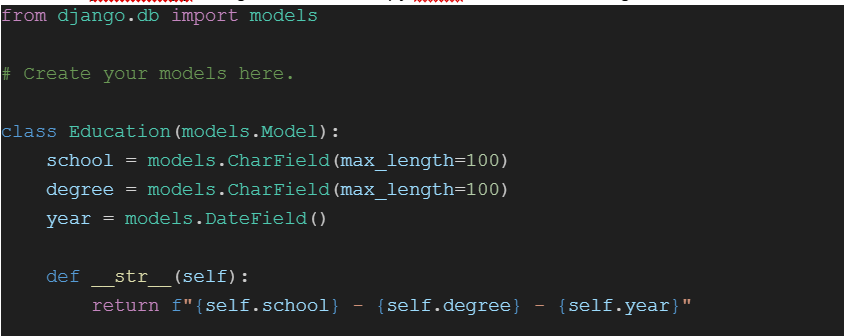 from django.db import models
# Create your models here.
class Education(models.Model):
    school = models.CharField(max_length=100)
    degree = models.CharField(max_length=100)
    year = models.DateField()
    def __str__(self):
        return f"{self.school} - {self.degree} - {self.year}"